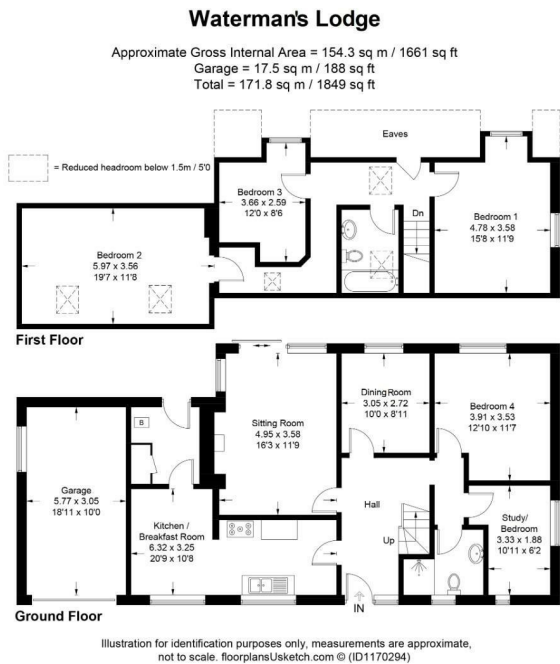 Waterman's Lodge
Approximate Gross Internal Area = 154.3 sq m / 1661 sq ft
Garage = 17.5 sq m / 188 sq ft
Total = 171.8 sq m / 1849 sq ft
Eaves
= Reduced headroom below 1.5m / 5'0
Bedroom 3
3.66 x 2.59
12'0 x 8'6
Dn
Bedroom 1
4.78 x 3.58
15'8 x 11'9
Bedroom 2
5.97 x 3.56
19'7 x 11'8
First Floor
Dining Room
3.05 x 2.72
10'0 x 8'11
Bedroom 4
3.91 x 3.53
12'10 x 11'7
B
Sitting Room
4.95 x 3.58
16'3 x 11'9
Garage
5.77 x 3.05
18'11 x 10'0
Hall
Study/
Bedroom
3.33 x 1.88
10'11 x 6'2
Kitchen /
Breakfast Room
6.32 x 3.25
20'9 x 10'8
Up
IN
Ground Floor
Illustration for identification purposes only, measurements are approximate,
not to scale. floorplansUsketch.com © (ID1170294)